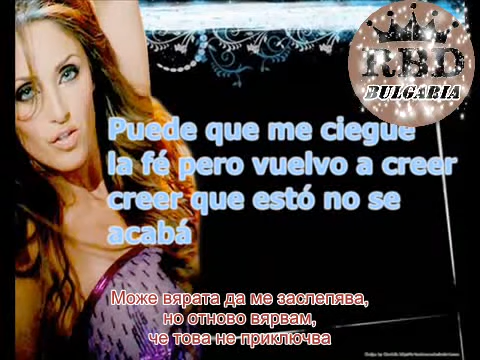 RBD
BULGARIA
Puede que me ciegue
la fé pero vuelvo a creer
creer que estó no se
acabá
Може вярата да ме заслепява,
но отново вярвам,
че това не приключва